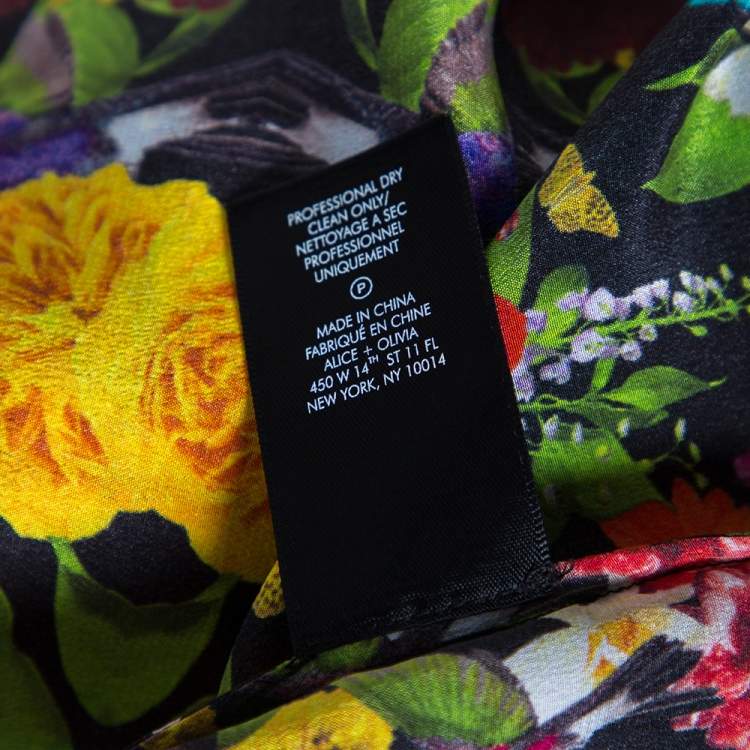 PROFESSIONAL DRY
CLEAN ONLY/
NETTOYAGE A SEC
PROFESSIONNEL
UNIQUEMENT
P
MADE IN CHINA
FABRIQUÉ EN CHINE
ALICE + OLIVIA
450 W 14TH ST 11 FL
NEW YORK, NY 10014